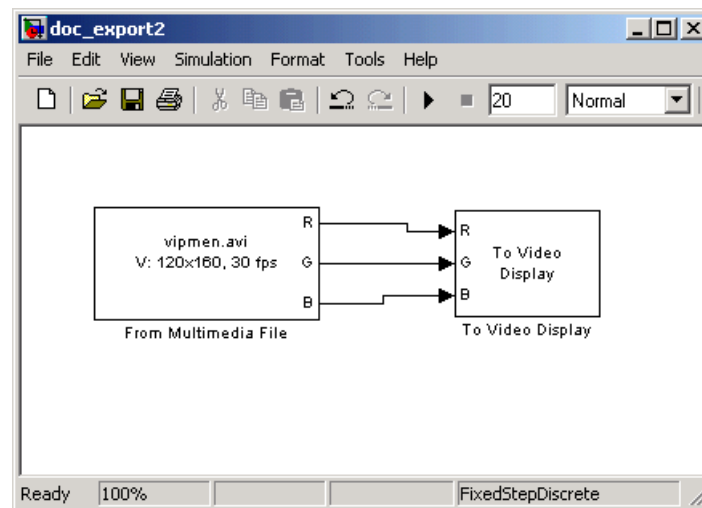 doc_export2
File Edit View Simulation Format Tools Help
20 Normal
vipmen.avi
V: 120x160, 30 fps
R
G
B
From Multimedia File
R
G
B
To Video
Display
To Video Display
Ready 100% FixedStepDiscrete